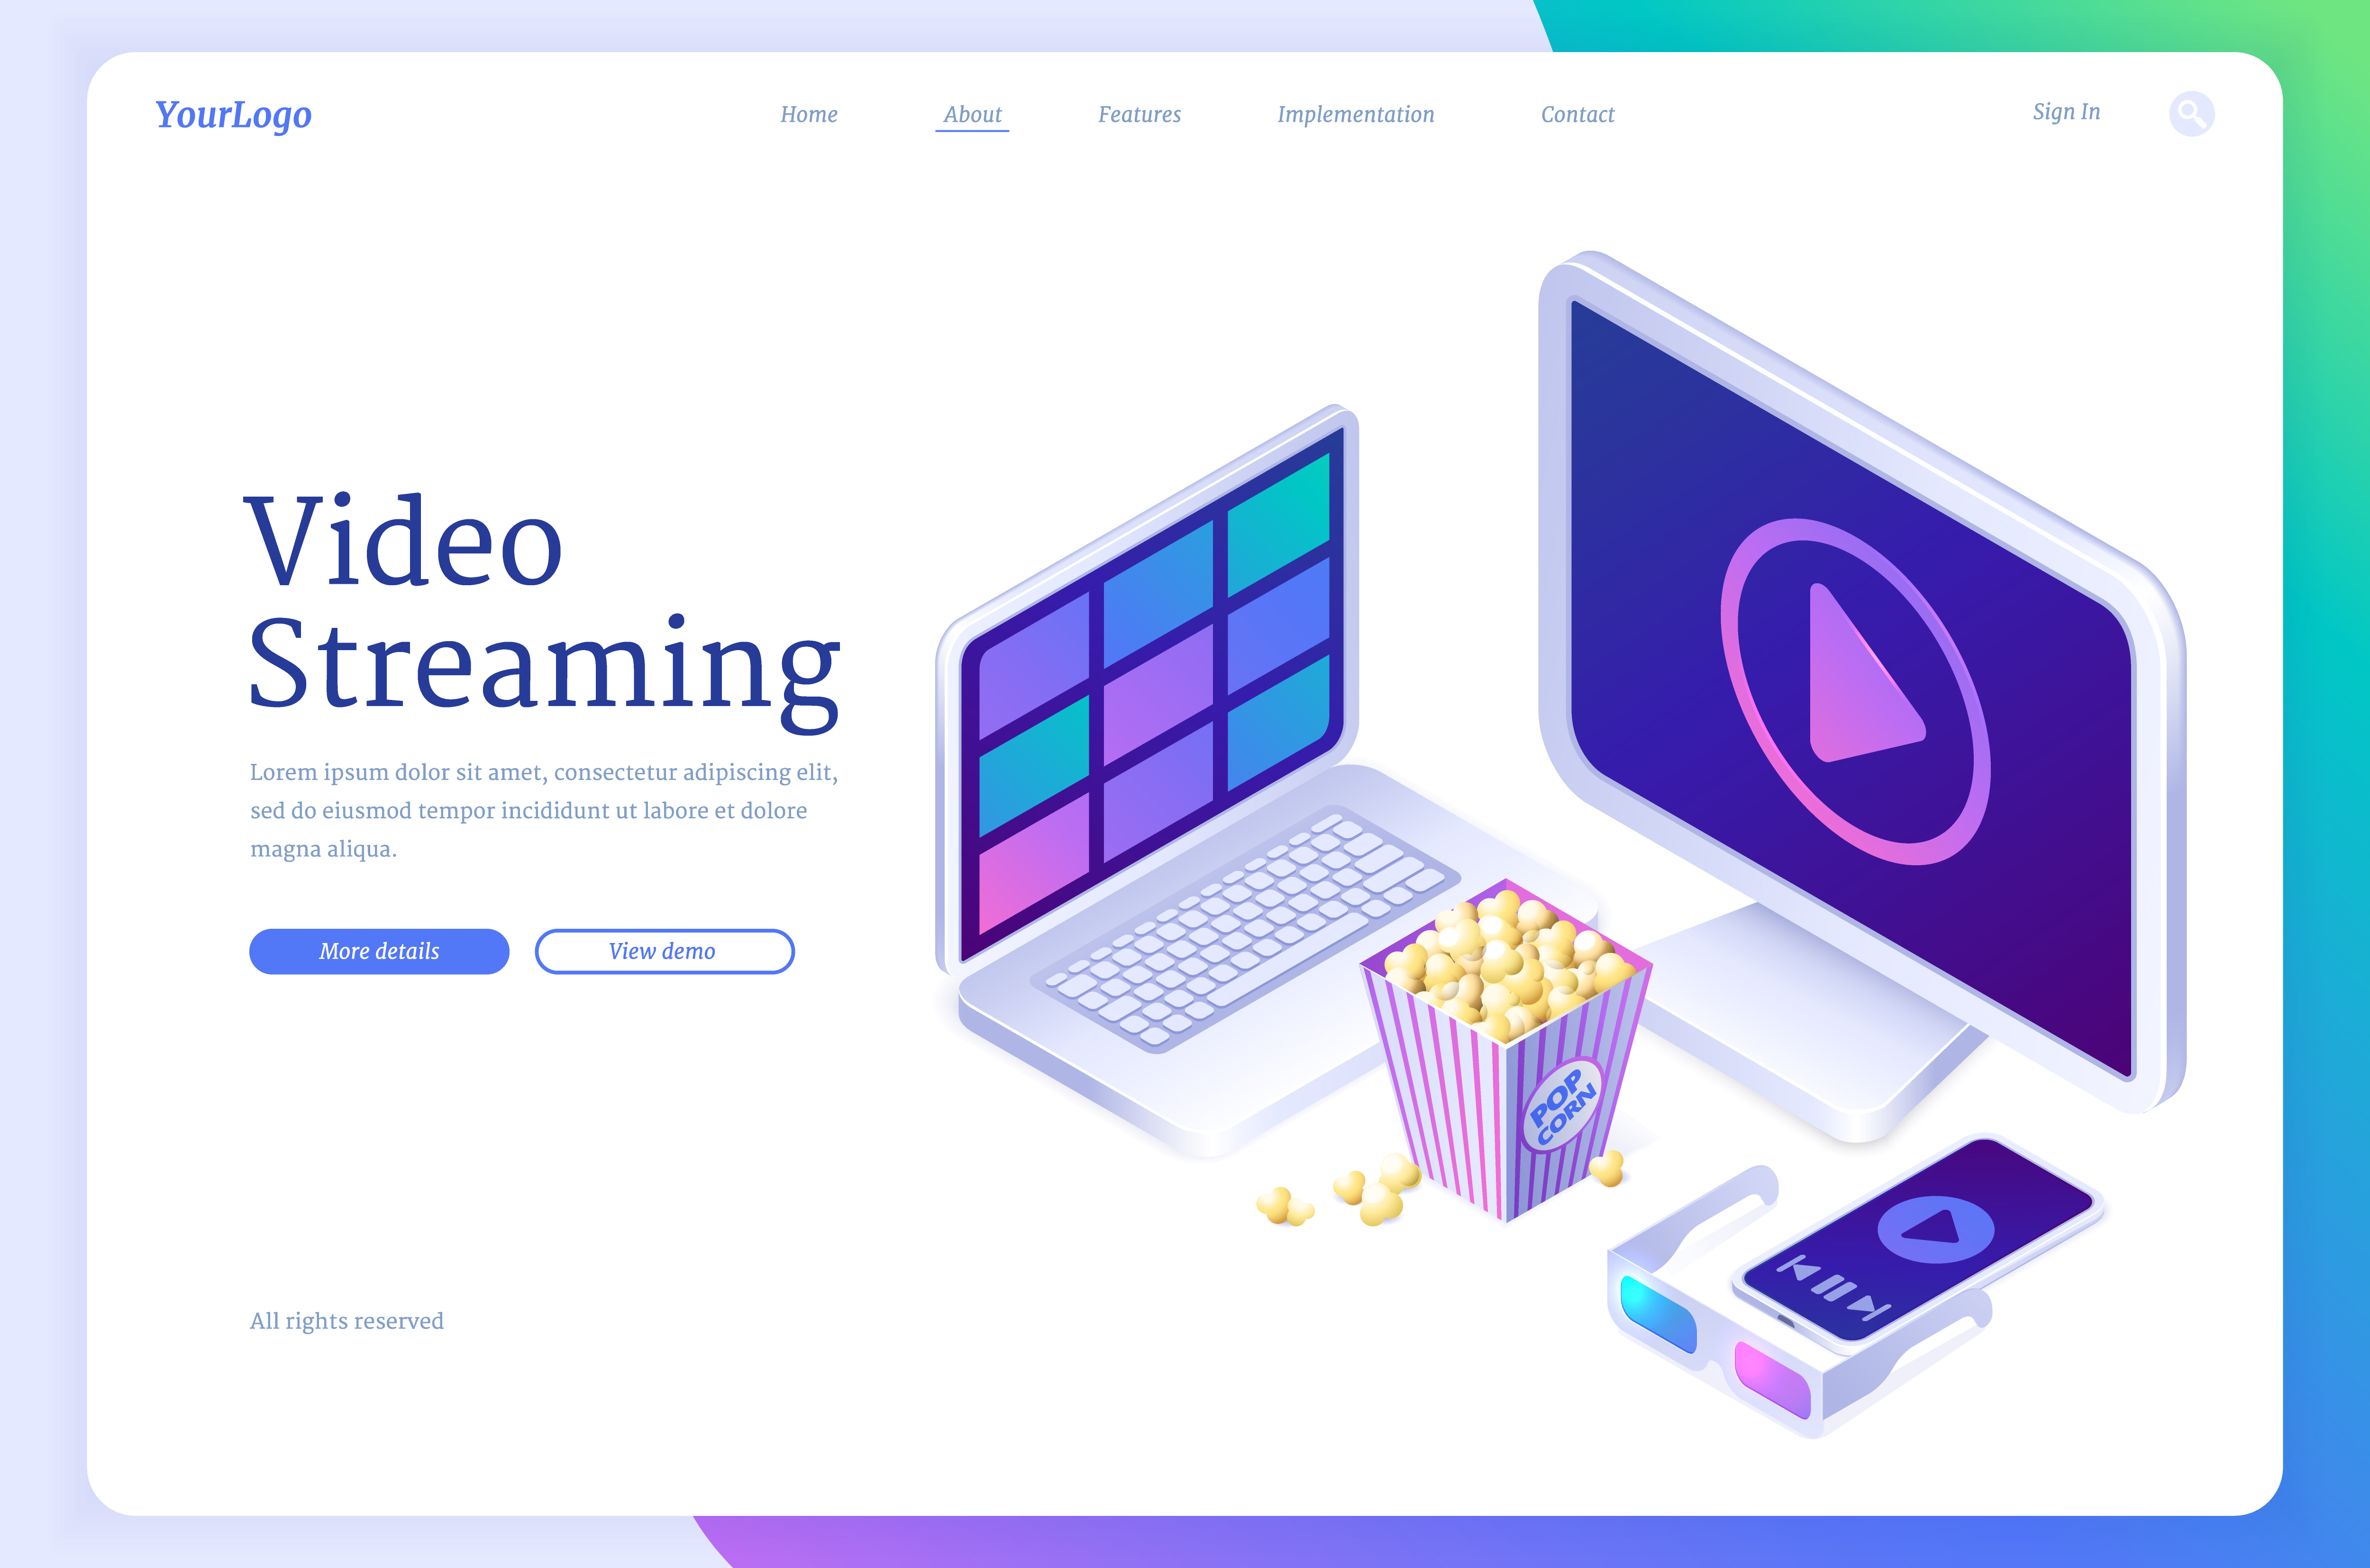 YourLogo
Home
About
Features
Implementation
Contact
Sign In
Video
Streaming
Lorem ipsum dolor sit amet, consectetur adipiscing elit,
sed do eiusmod tempor incididunt ut labore et dolore
magna aliqua.
More details
View demo
POP
CORN
All rights reserved